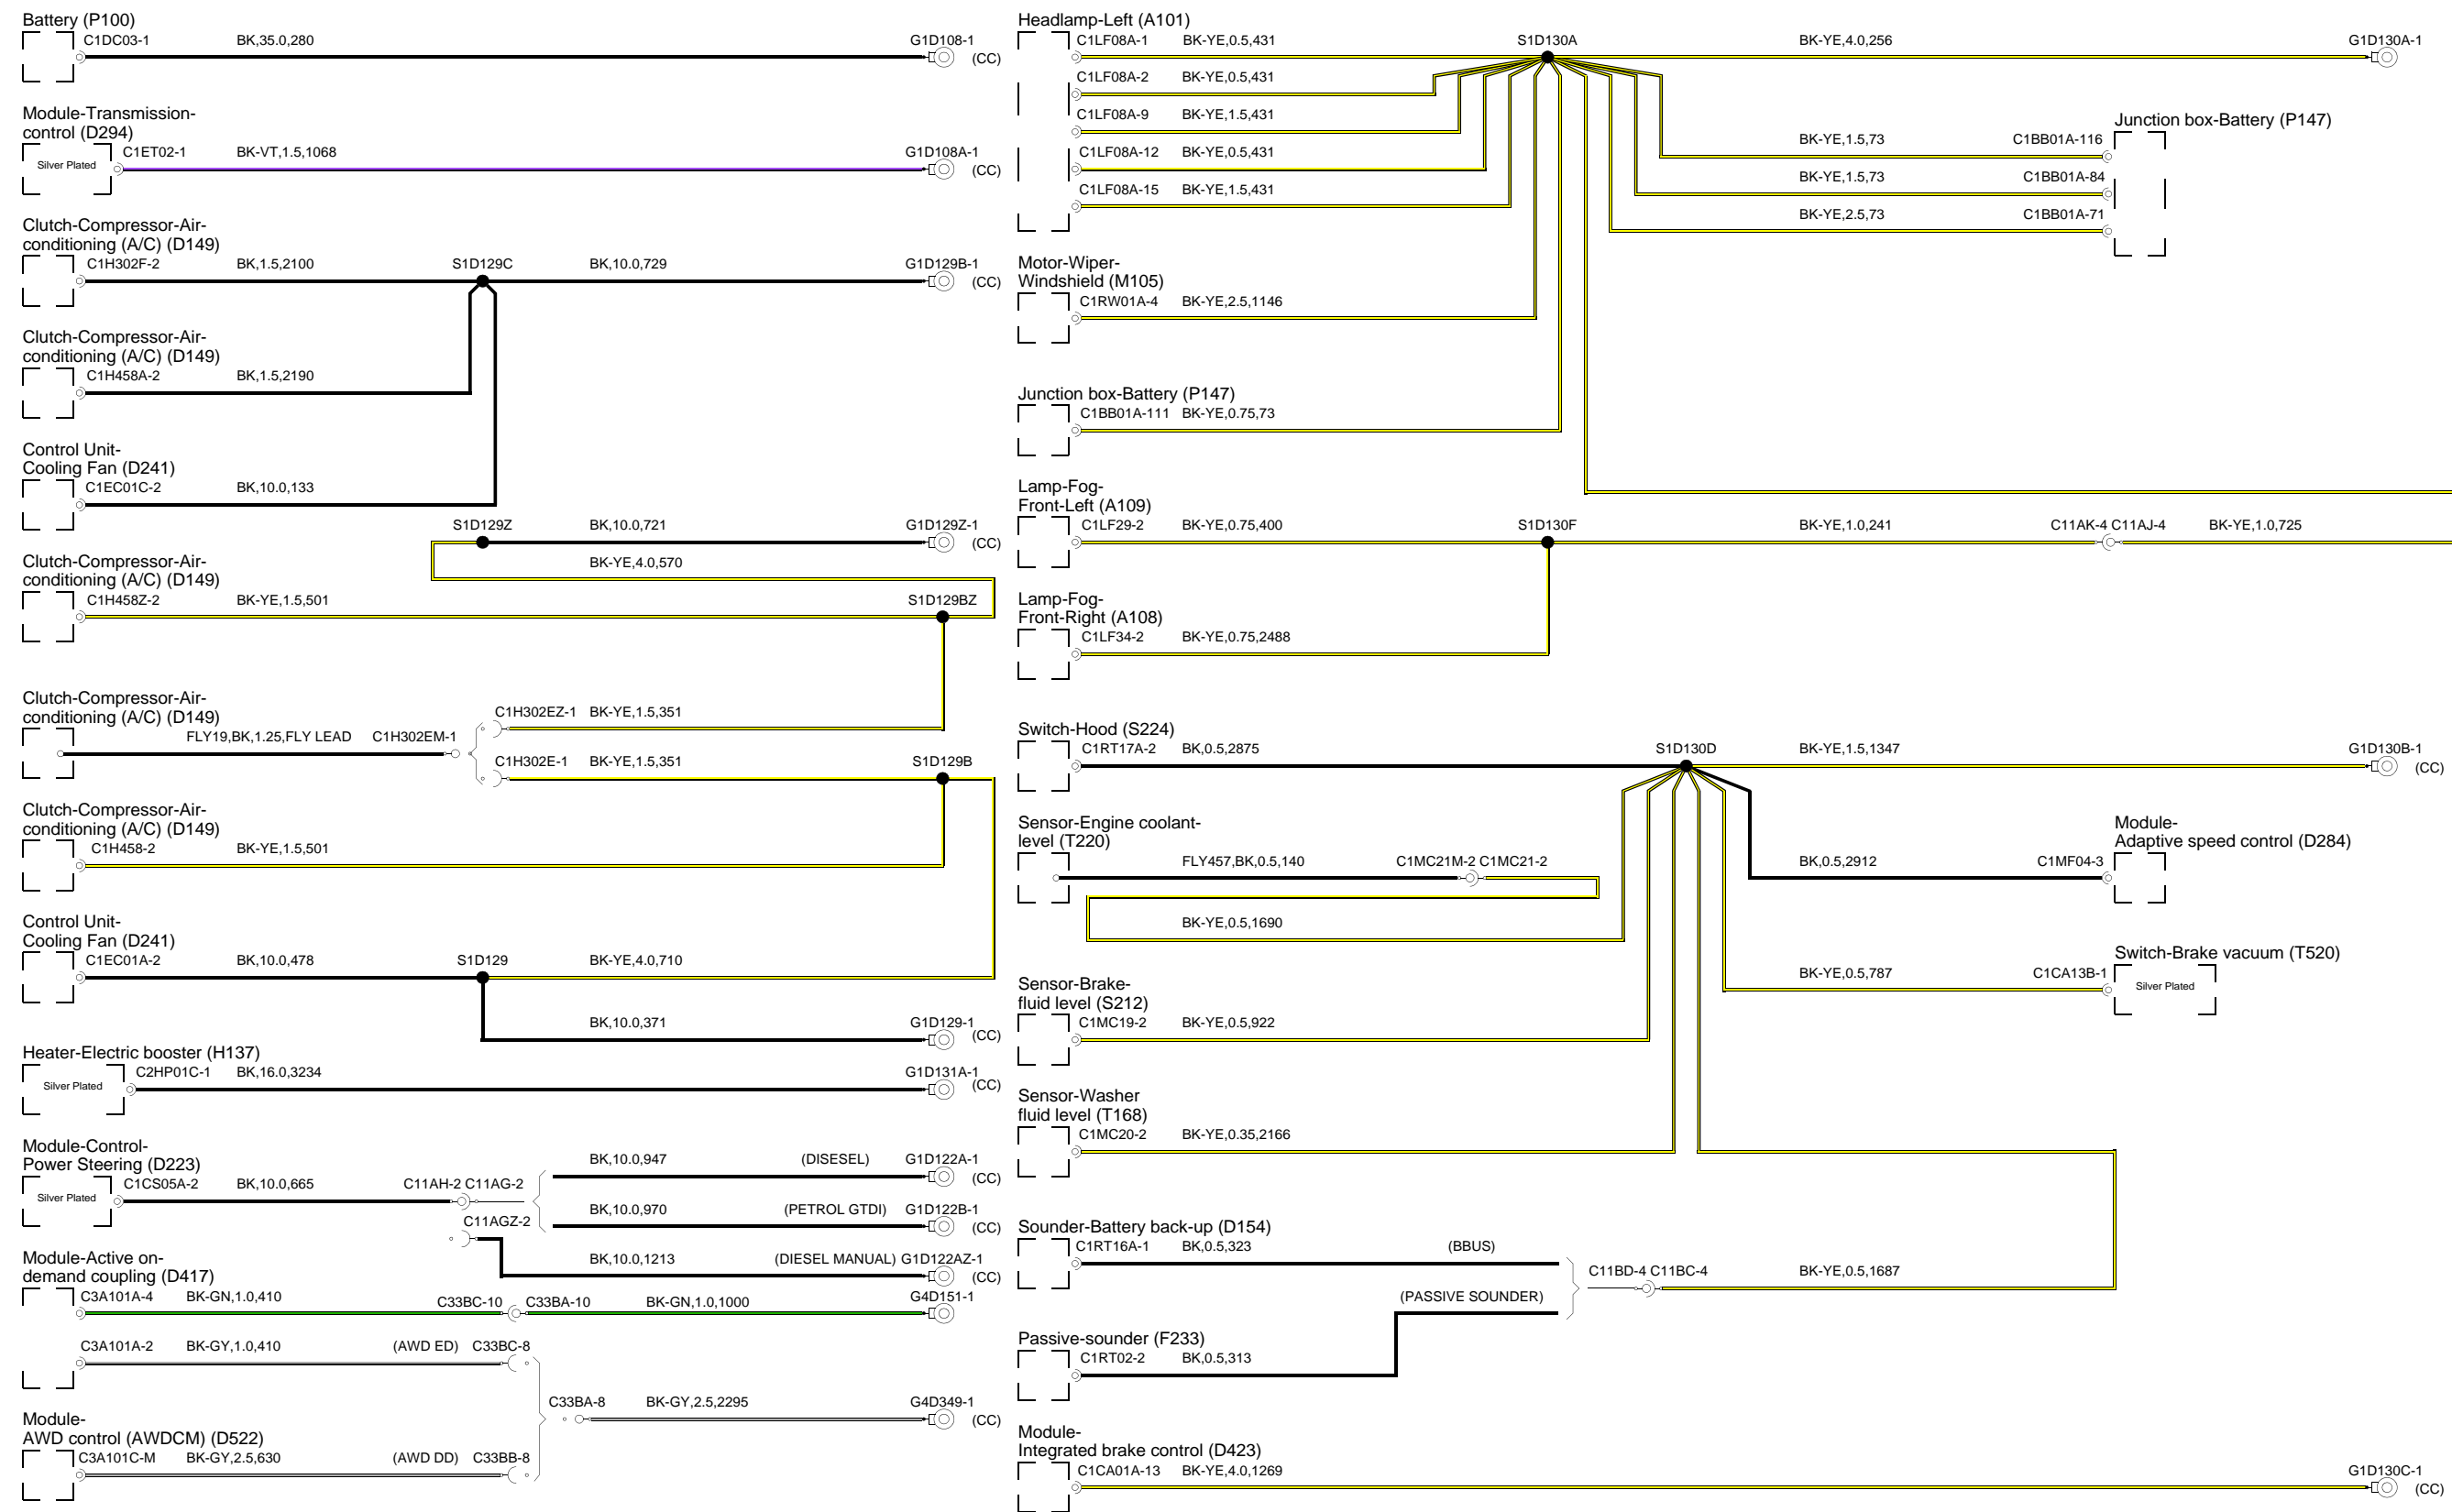 Battery (P100)
C1DC03-1 BK,35.0,280 G1D108-1
(CC)
Module-Transmission-
control (D294)
Silver Plated C1ET02-1 BK-VT,1.5,1068 G1D108A-1
(CC)
Clutch-Compressor-Air-
conditioning (A/C) (D149)
C1H302F-2 BK,1.5,2100 S1D129C BK,10.0,729 G1D129B-1
(CC)
Clutch-Compressor-Air-
conditioning (A/C) (D149)
C1H458A-2 BK,1.5,2190
Control Unit-
Cooling Fan (D241)
C1EC01C-2 BK,10.0,133
S1D129Z BK,10.0,721 G1D129Z-1
(CC)
BK-YE,4.0,570
Clutch-Compressor-Air-
conditioning (A/C) (D149)
C1H458Z-2 BK-YE,1.5,501 S1D129BZ
Clutch-Compressor-Air-
conditioning (A/C) (D149)
C1H302EZ-1 BK-YE,1.5,351
FLY19,BK,1.25,FLY LEAD C1H302EM-1
C1H302E-1 BK-YE,1.5,351 S1D129B
Clutch-Compressor-Air-
conditioning (A/C) (D149)
C1H458-2 BK-YE,1.5,501
Control Unit-
Cooling Fan (D241)
C1EC01A-2 BK,10.0,478 S1D129 BK-YE,4.0,710
BK,10.0,371 G1D129-1
(CC)
Heater-Electric booster (H137)
Silver Plated C2HP01C-1 BK,16.0,3234 G1D131A-1
(CC)
Module-Control-
Power Steering (D223)
BK,10.0,947 (DISESEL) G1D122A-1
(CC)
Silver Plated C1CS05A-2 BK,10.0,665 C11AH-2 C11AG-2
BK,10.0,970 (PETROL GTDI) G1D122B-1
(CC)
C11AGZ-2
BK,10.0,1213 (DIESEL MANUAL) G1D122AZ-1
(CC)
Module-Active on-
demand coupling (D417)
C3A101A-4 BK-GN,1.0,410 C33BC-10 C33BA-10 BK-GN,1.0,1000 G4D151-1
C3A101A-2 BK-GY,1.0,410 (AWD ED) C33BC-8
C33BA-8 BK-GY,2.5,2295 G4D349-1
(CC)
Module-
AWD control (AWDCM) (D522)
C3A101C-M BK-GY,2.5,630 (AWD DD) C33BB-8
Headlamp-Left (A101)
C1LF08A-1 BK-YE,0.5,431 S1D130A BK-YE,4.0,256 G1D130A-1
C1LF08A-2 BK-YE,0.5,431
C1LF08A-9 BK-YE,1.5,431
C1LF08A-12 BK-YE,0.5,431
C1LF08A-15 BK-YE,1.5,431
Junction box-Battery (P147)
BK-YE,1.5,73 C1BB01A-116
BK-YE,1.5,73 C1BB01A-84
BK-YE,2.5,73 C1BB01A-71
Motor-Wiper-
Windshield (M105)
C1RW01A-4 BK-YE,2.5,1146
Junction box-Battery (P147)
C1BB01A-111 BK-YE,0.75,73
Lamp-Fog-
Front-Left (A109)
C1LF29-2 BK-YE,0.75,400 S1D130F BK-YE,1.0,241 C11AK-4 C11AJ-4 BK-YE,1.0,725
Lamp-Fog-
Front-Right (A108)
C1LF34-2 BK-YE,0.75,2488
Switch-Hood (S224)
C1RT17A-2 BK,0.5,2875 S1D130D BK-YE,1.5,1347 G1D130B-1
(CC)
Sensor-Engine coolant-
level (T220)
FLY457,BK,0.5,140 C1MC21M-2 C1MC21-2
BK-YE,0.5,1690
Module-
Adaptive speed control (D284)
BK,0.5,2912 C1MF04-3
Switch-Brake vacuum (T520)
BK-YE,0.5,787 C1CA13B-1 Silver Plated
Sensor-Brake-
fluid level (S212)
C1MC19-2 BK-YE,0.5,922
Sensor-Washer
fluid level (T168)
C1MC20-2 BK-YE,0.35,2166
Sounder-Battery back-up (D154)
C1RT16A-1 BK,0.5,323 (BBUS)
C11BD-4 C11BC-4 BK-YE,0.5,1687
(PASSIVE SOUNDER)
Passive-sounder (F233)
C1RT02-2 BK,0.5,313
Module-
Integrated brake control (D423)
C1CA01A-13 BK-YE,4.0,1269 G1D130C-1
(CC)